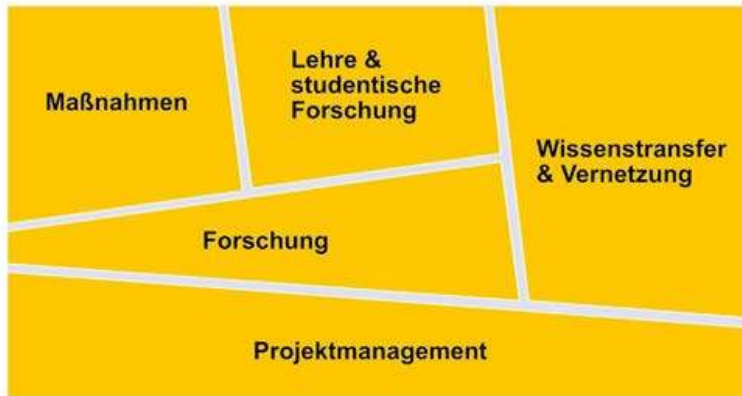 Maßnahmen
Lehre &
studentische
Forschung
Wissenstransfer
& Vernetzung
Forschung
Projektmanagement